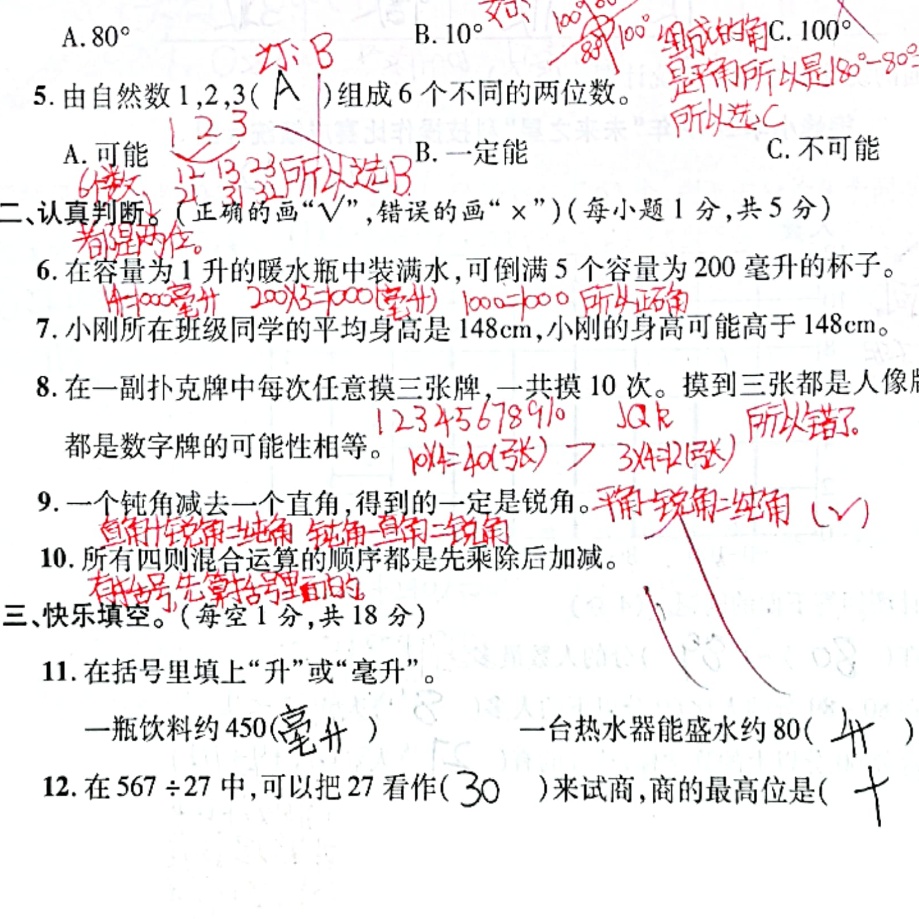 A. 80° B. 10° C. 100°
100° 80° 100° 组成的角
是平角所以是180°-80°
所以选C
B
5. 由自然数 1,2,3( A )组成 6 个不同的两位数。
1 2 3
A. 可能 B. 一定能 C. 不可能
6个数 12 13 23 所以选B
21 31 32
二、认真判断。(正确的画“√”,错误的画“×”)(每小题 1 分,共 5 分)
都是两位。
6. 在容量为 1 升的暖水瓶中装满水,可倒满 5 个容量为 200 毫升的杯子。
1升=1000毫升 200×5=1000(毫升) 1000=1000 所以正确
7. 小刚所在班级同学的平均身高是 148cm,小刚的身高可能高于 148cm。
8. 在一副扑克牌中每次任意摸三张牌,一共摸 10 次。摸到三张都是人像牌
1 2 3 4 5 6 7 8 9 10 JQK 所以错了。
都是数字牌的可能性相等。 10×4=40(张) > 3×4=12(张)
9. 一个钝角减去一个直角,得到的一定是锐角。 平角-锐角=钝角 (√)
直角+锐角=钝角 钝角-直角=锐角
10. 所有四则混合运算的顺序都是先乘除后加减。
有括号,先算括号里面的。
三、快乐填空。(每空 1 分,共 18 分)
11. 在括号里填上“升”或“毫升”。
一瓶饮料约 450(毫升) 一台热水器能盛水约 80( 升 )
12. 在 567÷27 中,可以把 27 看作( 30 )来试商,商的最高位是( 十